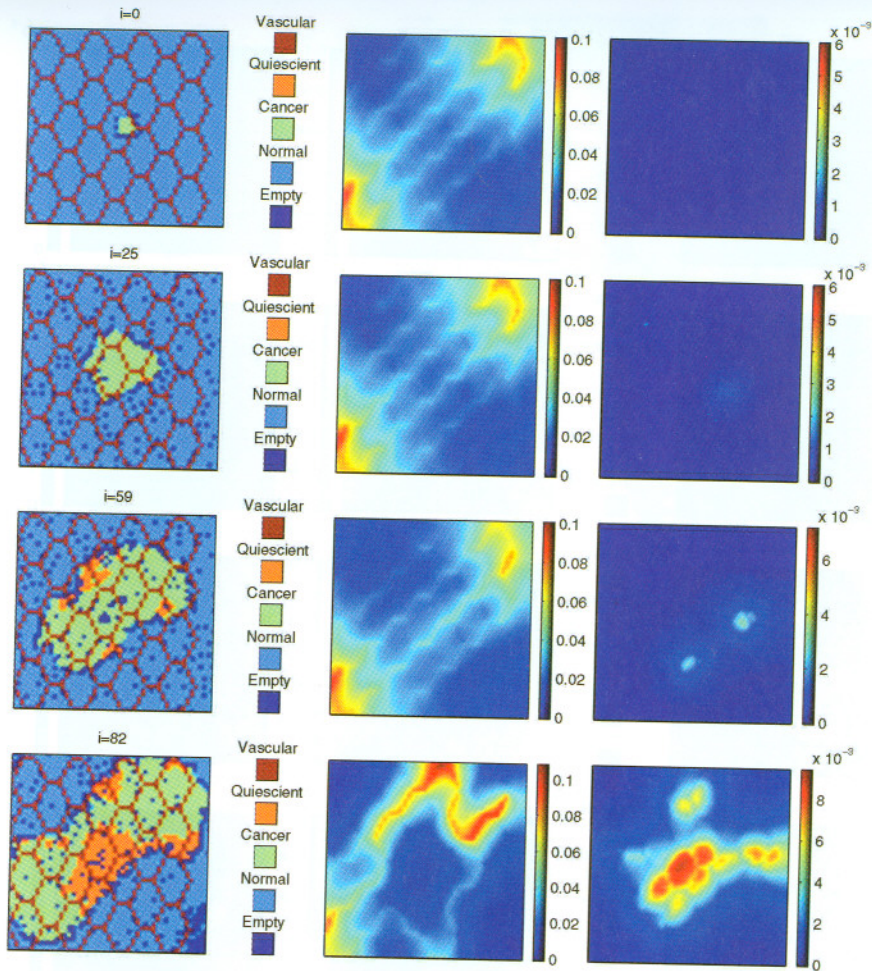 i=0
Vascular
Quiescient
Cancer
Normal
Empty
0.1
0.08
0.06
0.04
0.02
0
x 10⁻³
6
5
4
3
2
1
0
i=25
Vascular
Quiescient
Cancer
Normal
Empty
0.1
0.08
0.06
0.04
0.02
0
x 10⁻³
6
5
4
3
2
1
0
i=59
Vascular
Quiescient
Cancer
Normal
Empty
0.1
0.08
0.06
0.04
0.02
0
x 10⁻³
6
4
2
0
i=82
Vascular
Quiescient
Cancer
Normal
Empty
0.1
0.08
0.06
0.04
0.02
0
x 10⁻³
8
6
4
2
0